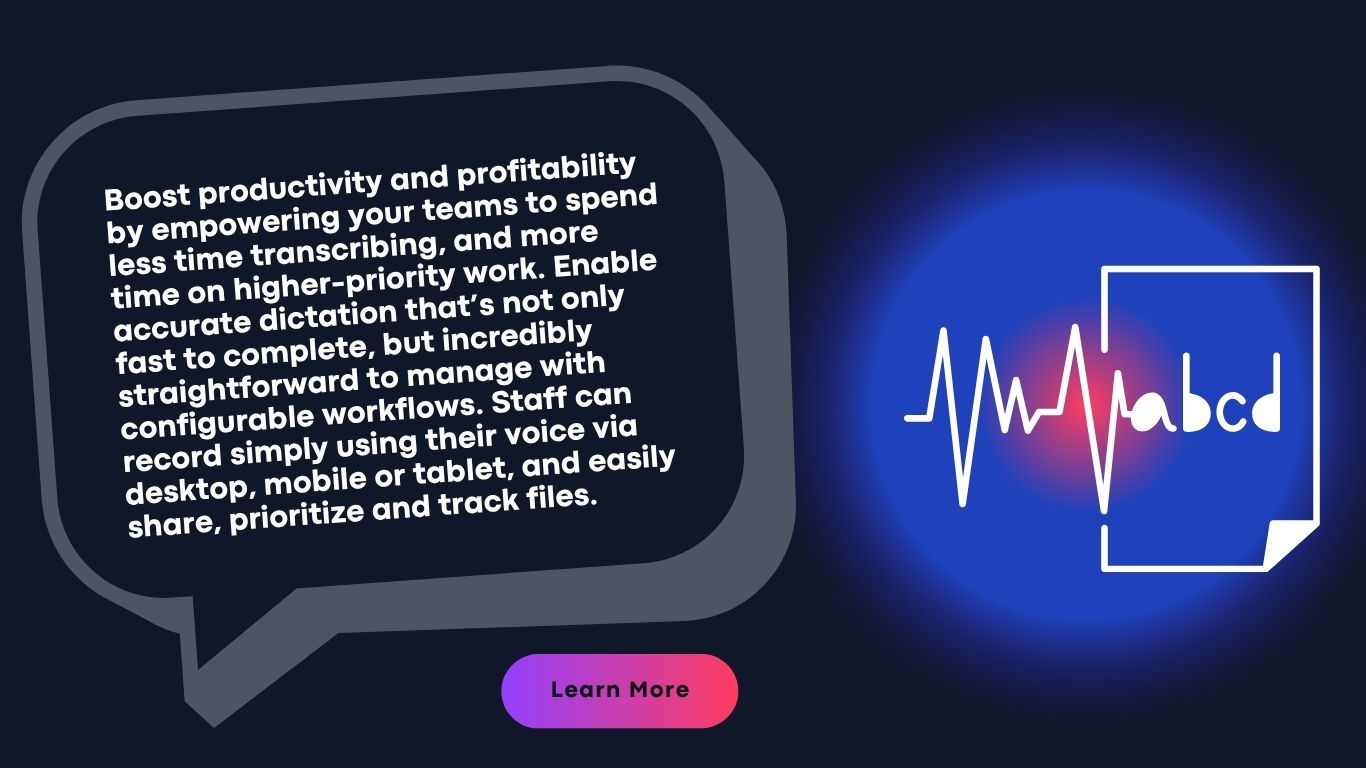 Boost productivity and profitability
by empowering your teams to spend
less time transcribing, and more
time on higher-priority work. Enable
accurate dictation that's not only
fast to complete, but incredibly
straightforward to manage with
configurable workflows. Staff can
record simply using their voice via
desktop, mobile or tablet, and easily
share, prioritize and track files.
abcd
Learn More